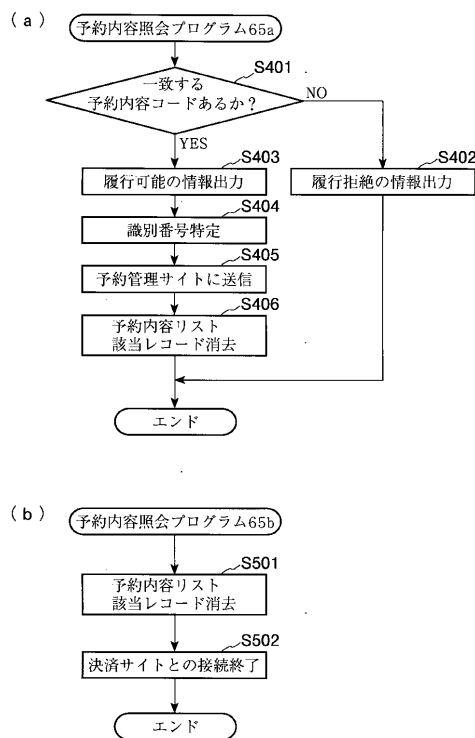 (a)
予約内容照会プログラム65a
S401
一致する
予約内容コードあるか?
NO
YES
S403
履行可能の情報出力
S402
履行拒絶の情報出力
S404
識別番号特定
S405
予約管理サイトに送信
S406
予約内容リスト
該当レコード消去
エンド
(b)
予約内容照会プログラム65b
S501
予約内容リスト
該当レコード消去
S502
決済サイトとの接続終了
エンド